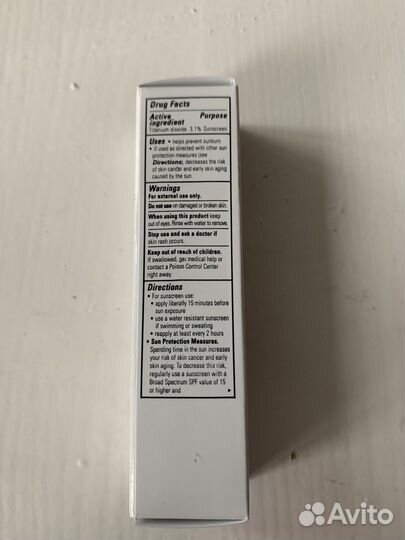 Drug Facts
Active Purpose
ingredient
Titanium dioxide 3.1% Sunscreen
Uses • helps prevent sunburn
• if used as directed with other sun
protection measures (see
Directions), decreases the risk
of skin cancer and early skin aging
caused by the sun.
Warnings
For external use only.
Do not use on damaged or broken skin.
When using this product keep
out of eyes. Rinse with water to remove.
Stop use and ask a doctor if
skin rash occurs.
Keep out of reach of children.
If swallowed, get medical help or
contact a Poison Control Center
right away.
Directions
• For sunscreen use:
• apply liberally 15 minutes before
sun exposure
• use a water resistant sunscreen
if swimming or sweating
• reapply at least every 2 hours
• Sun Protection Measures.
Spending time in the sun increases
your risk of skin cancer and early
skin aging. To decrease this risk,
regularly use a sunscreen with a
Broad Spectrum SPF value of 15
or higher and
Avito